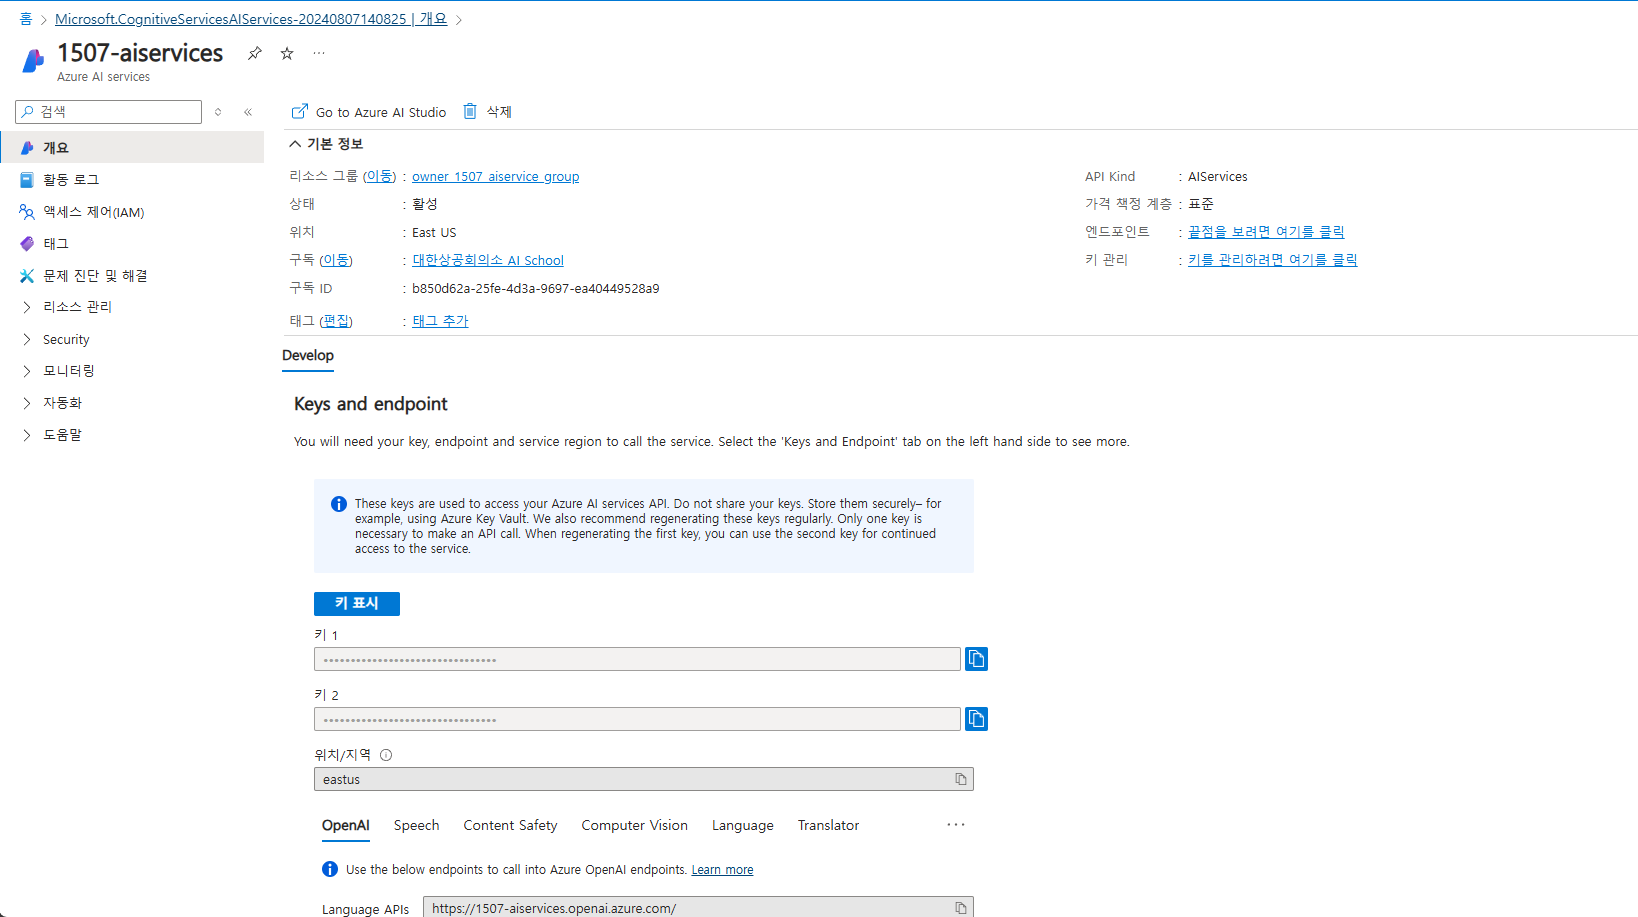 홈 > Microsoft.CognitiveServicesAIServices-20240807140825 | 개요 >
1507-aiservices ···
Azure AI services
검색
개요
활동 로그
액세스 제어(IAM)
태그
문제 진단 및 해결
리소스 관리
Security
모니터링
자동화
도움말
Go to Azure AI Studio 삭제
기본 정보
리소스 그룹 (이동) : owner_1507_aiservice_group
상태 : 활성
위치 : East US
구독 (이동) : 대한상공회의소 AI School
구독 ID : b850d62a-25fe-4d3a-9697-ea40449528a9
태그 (편집) : 태그 추가
API Kind : AIServices
가격 책정 계층 : 표준
엔드포인트 : 끝점을 보려면 여기를 클릭
키 관리 : 키를 관리하려면 여기를 클릭
Develop
Keys and endpoint
You will need your key, endpoint and service region to call the service. Select the 'Keys and Endpoint' tab on the left hand side to see more.
These keys are used to access your Azure AI services API. Do not share your keys. Store them securely– for
example, using Azure Key Vault. We also recommend regenerating these keys regularly. Only one key is
necessary to make an API call. When regenerating the first key, you can use the second key for continued
access to the service.
키 표시
키 1
••••••••••••••••••••••••••••••••
키 2
••••••••••••••••••••••••••••••••
위치/지역
eastus
OpenAI Speech Content Safety Computer Vision Language Translator ···
Use the below endpoints to call into Azure OpenAI endpoints. Learn more
Language APIs https://1507-aiservices.openai.azure.com/